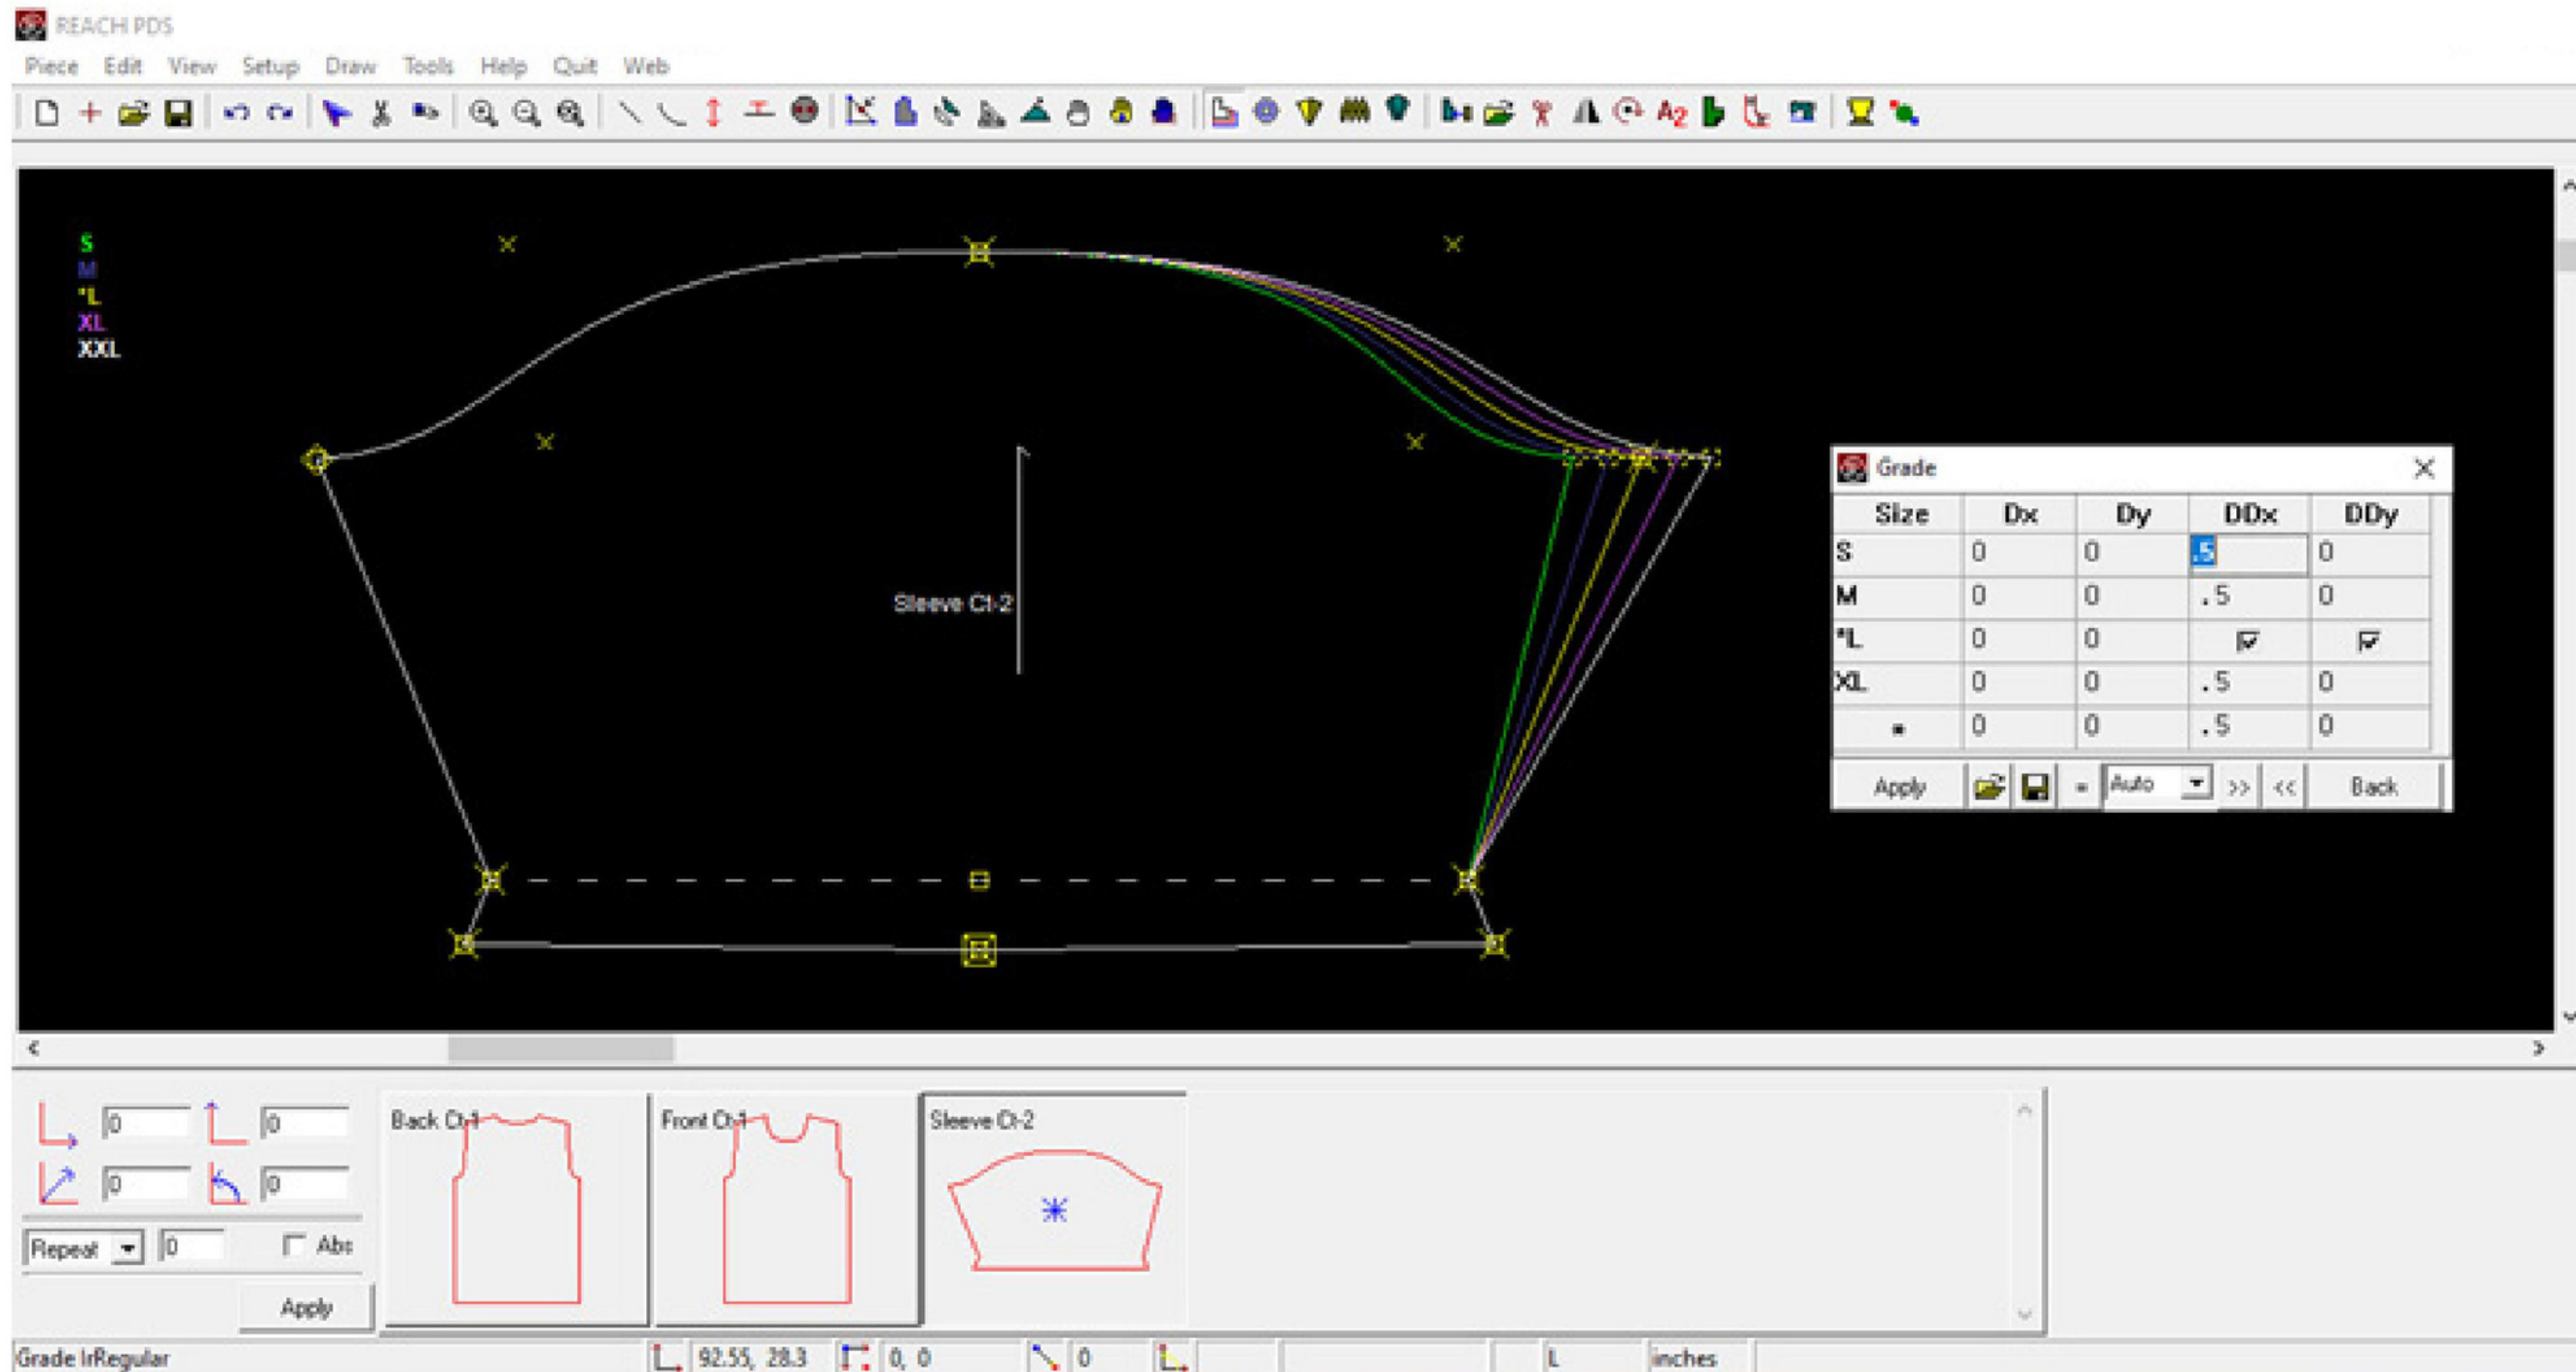 REACH PDS
Piece Edit View Setup Draw Tools Help Quit Web
A2
S
M
*L
XL
XXL
Sleeve Ct-2
Grade
Size Dx Dy DDx DDy
S 0 0 .5 0
M 0 0 .5 0
*L 0 0
XL 0 0 .5 0
0 0 .5 0
Apply = Auto >> << Back
0 0
0 0
Repeat 0 Abs
Apply
Back Ct-1
Front Ct-1
Sleeve Ct-2
Grade IrRegular 92.55, 28.3 0, 0 0 L inches